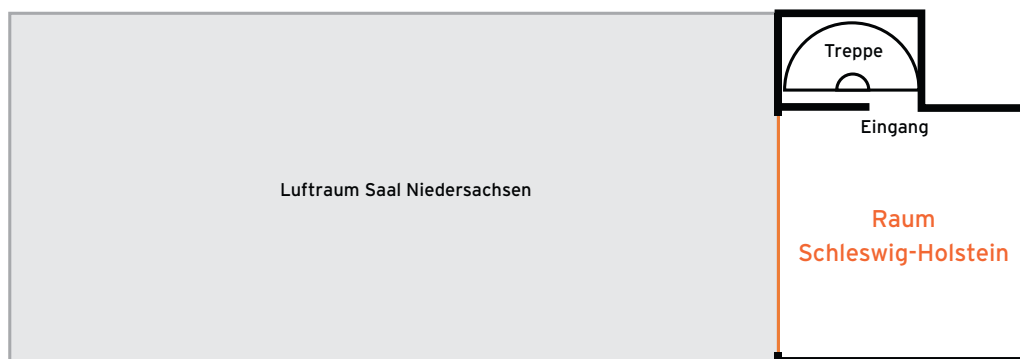 Treppe
Eingang
Luftraum Saal Niedersachsen
Raum
Schleswig-Holstein